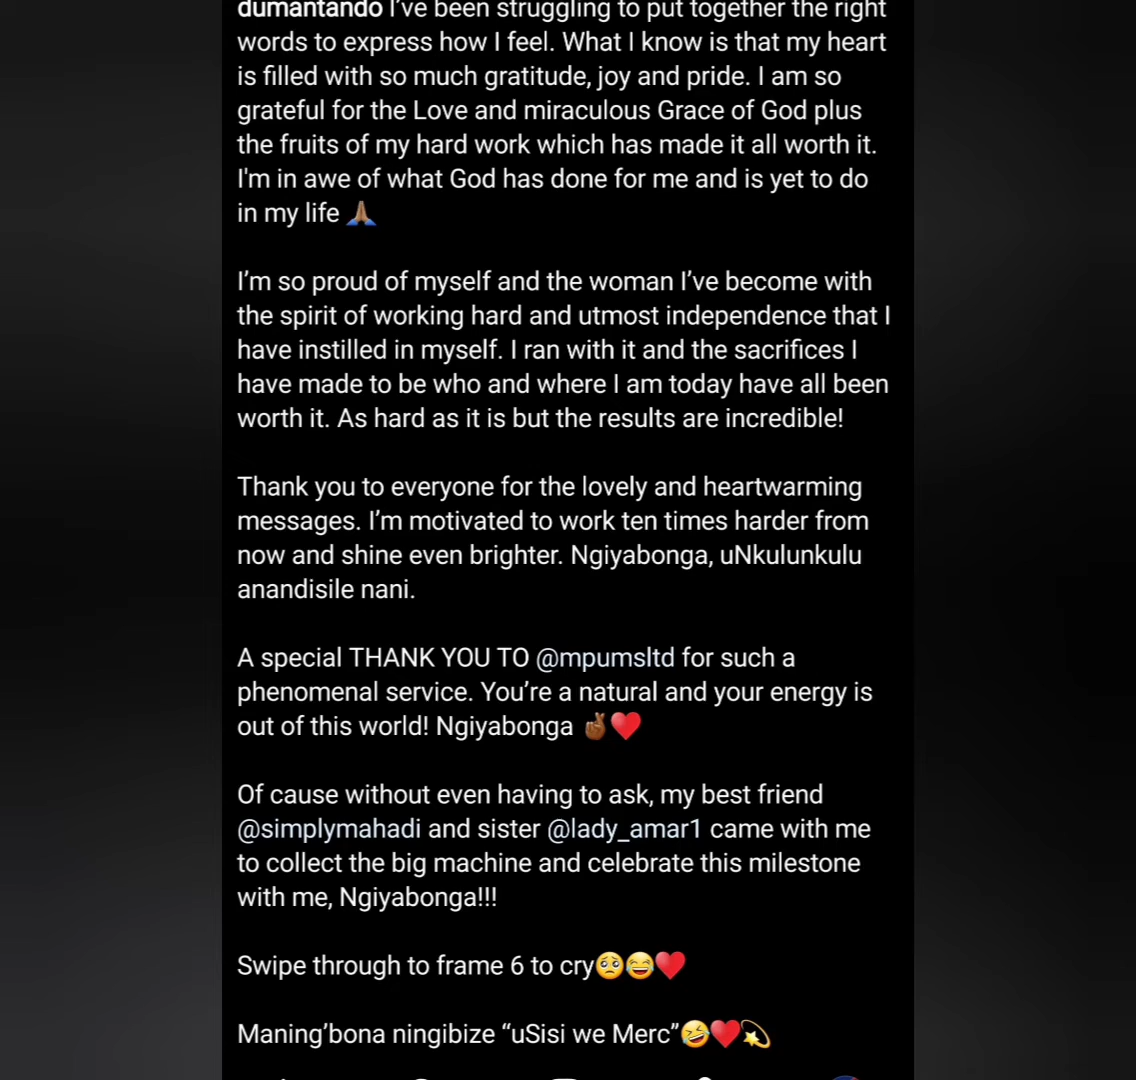 dumantando I've been struggling to put together the right
words to express how I feel. What I know is that my heart
is filled with so much gratitude, joy and pride. I am so
grateful for the Love and miraculous Grace of God plus
the fruits of my hard work which has made it all worth it.
I'm in awe of what God has done for me and is yet to do
in my life 🙏🏾
I’m so proud of myself and the woman I’ve become with
the spirit of working hard and utmost independence that I
have instilled in myself. I ran with it and the sacrifices I
have made to be who and where I am today have all been
worth it. As hard as it is but the results are incredible!
Thank you to everyone for the lovely and heartwarming
messages. I’m motivated to work ten times harder from
now and shine even brighter. Ngiyabonga, uNkulunkulu
anandisile nani.
A special THANK YOU TO @mpumsltd for such a
phenomenal service. You’re a natural and your energy is
out of this world! Ngiyabonga 🤞🏾❤️
Of cause without even having to ask, my best friend
@simplymahadi and sister @lady_amar1 came with me
to collect the big machine and celebrate this milestone
with me, Ngiyabonga!!!
Swipe through to frame 6 to cry🥺😂❤️
Maning’bona ningibize “uSisi we Merc”🤣❤️💫